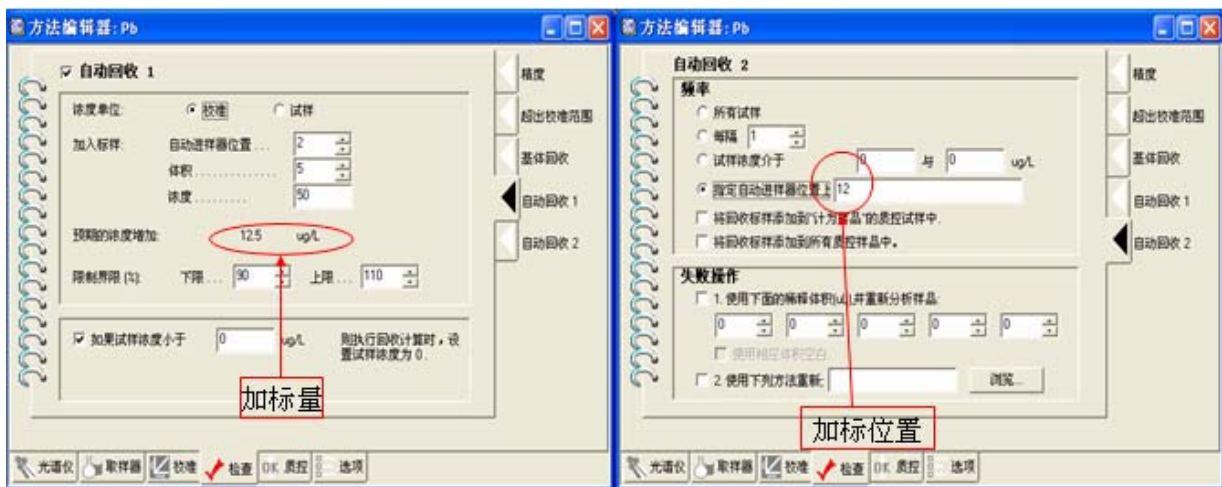 方法编辑器: Pb
自动回收 1
浓度单位: 校准 试样
加入标样: 自动进样器位置... 2
体积............. 5
浓度......... 50
预期的浓度增加: 12.5 ug/L
限制界限 (%): 下限... 90 上限... 110
如果试样浓度小于 0 ug/L 则执行回收计算时,设
置试样浓度为 0.
加标量
精度
超出校准范围
基体回收
自动回收 1
自动回收 2
光谱仪 取样器 校准 检查 OK 质控 选项
方法编辑器: Pb
自动回收 2
频率
所有试样
每隔 1
试样浓度介于 0 与 0 ug/L
指定自动进样器位置上 12
将回收标样添加到"计为样品"的质控试样中.
将回收标样添加到所有质控样品中。
失败操作
1. 使用下面的稀释体积(uL)并重新分析样品:
0 0 0 0 0
使用相应体积空白
2. 使用下列方法重新: 浏览...
加标位置
精度
超出校准范围
基体回收
自动回收 1
自动回收 2
光谱仪 取样器 校准 检查 OK 质控 选项